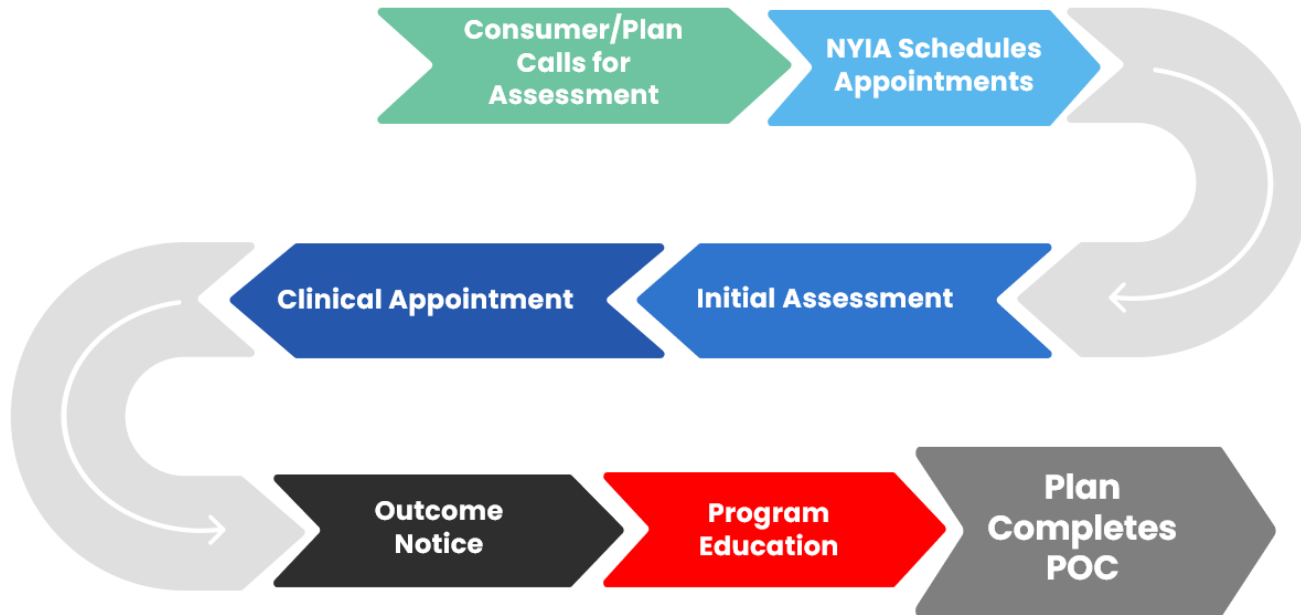 Consumer/Plan
Calls for
Assessment
NYIA Schedules
Appointments
Initial Assessment
Clinical Appointment
Outcome
Notice
Program
Education
Plan
Completes
POC